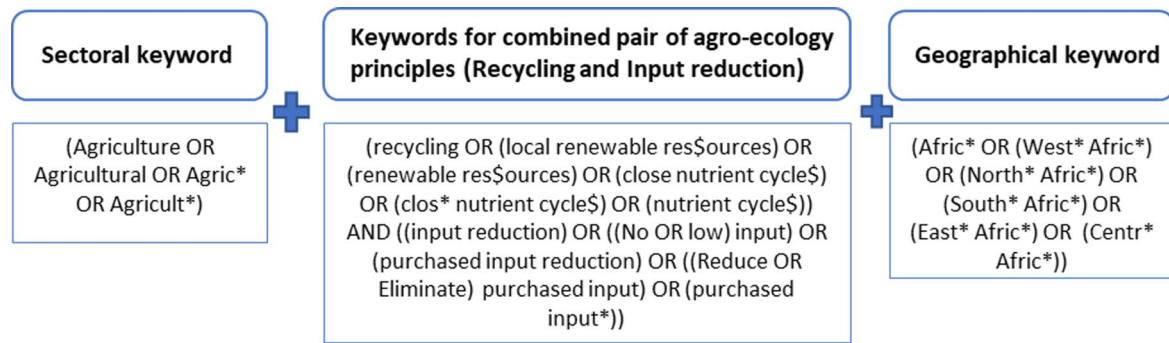 Sectoral keyword
(Agriculture OR
Agricultural OR Agric*
OR Agricult*)
Keywords for combined pair of agro-ecology
principles (Recycling and Input reduction)
(recycling OR (local renewable res$ources) OR
(renewable res$ources) OR (close nutrient cycle$)
OR (clos* nutrient cycle$) OR (nutrient cycle$))
AND ((input reduction) OR ((No OR low) input) OR
(purchased input reduction) OR ((Reduce OR
Eliminate) purchased input) OR (purchased
input*))
Geographical keyword
(Afric* OR (West* Afric*)
OR (North* Afric*) OR
(South* Afric*) OR
(East* Afric*) OR (Centr*
Afric*))